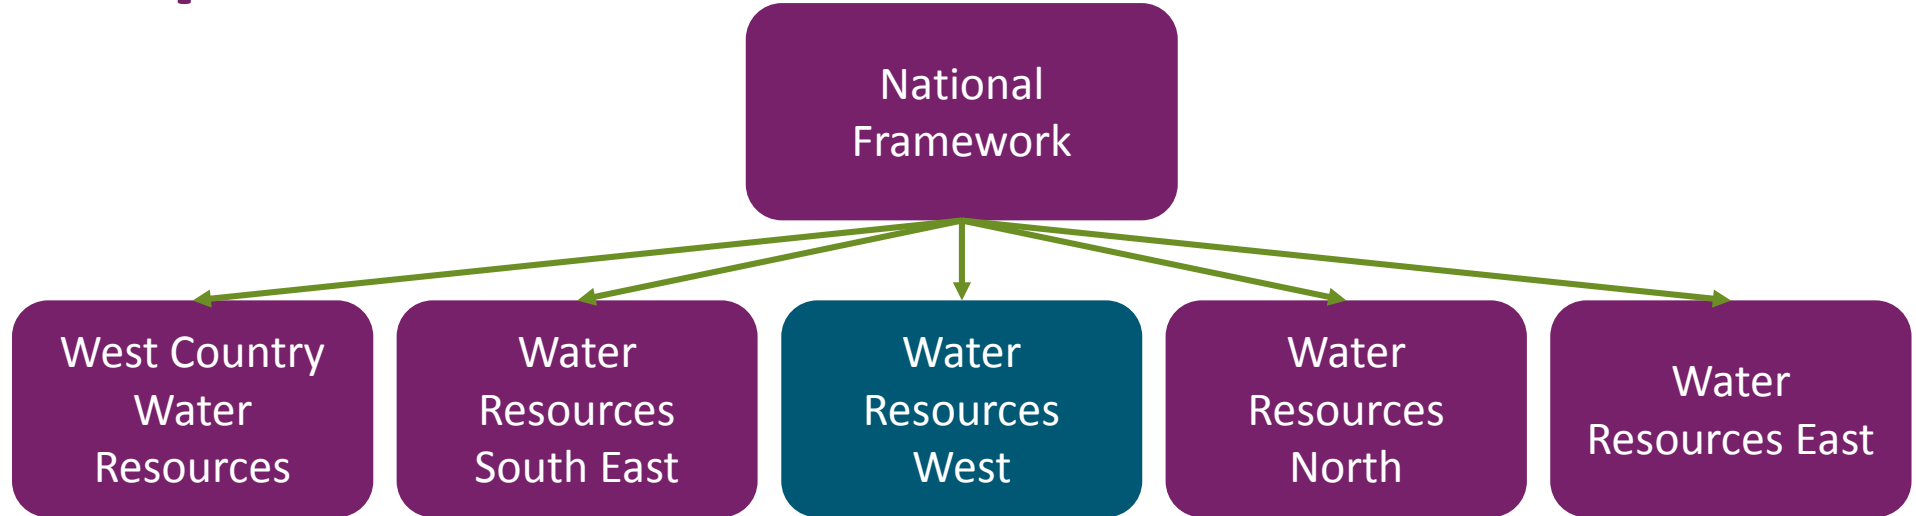 National
Framework
West Country
Water
Resources
Water
Resources
South East
Water
Resources
West
Water
Resources
North
Water
Resources East